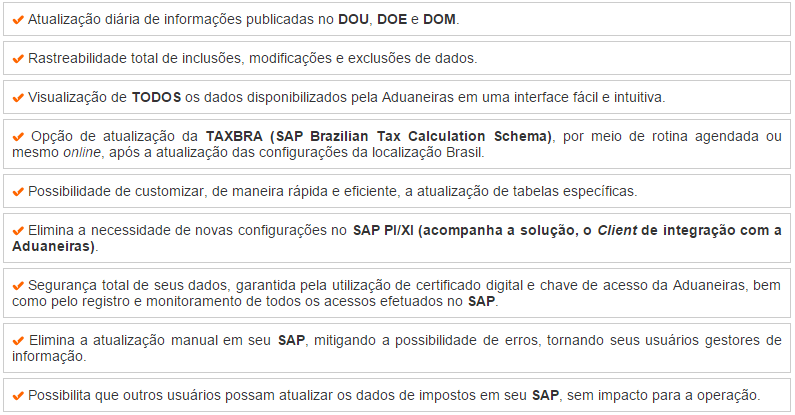 ✔ Atualização diária de informações publicadas no DOU, DOE e DOM.
✔ Rastreabilidade total de inclusões, modificações e exclusões de dados.
✔ Visualização de TODOS os dados disponibilizados pela Aduaneiras em uma interface fácil e intuitiva.
✔ Opção de atualização da TAXBRA (SAP Brazilian Tax Calculation Schema), por meio de rotina agendada ou
mesmo online, após a atualização das configurações da localização Brasil.
✔ Possibilidade de customizar, de maneira rápida e eficiente, a atualização de tabelas específicas.
✔ Elimina a necessidade de novas configurações no SAP PI/XI (acompanha a solução, o Client de integração com a
Aduaneiras).
✔ Segurança total de seus dados, garantida pela utilização de certificado digital e chave de acesso da Aduaneiras, bem
como pelo registro e monitoramento de todos os acessos efetuados no SAP.
✔ Elimina a atualização manual em seu SAP, mitigando a possibilidade de erros, tornando seus usuários gestores de
informação.
✔ Possibilita que outros usuários possam atualizar os dados de impostos em seu SAP, sem impacto para a operação.